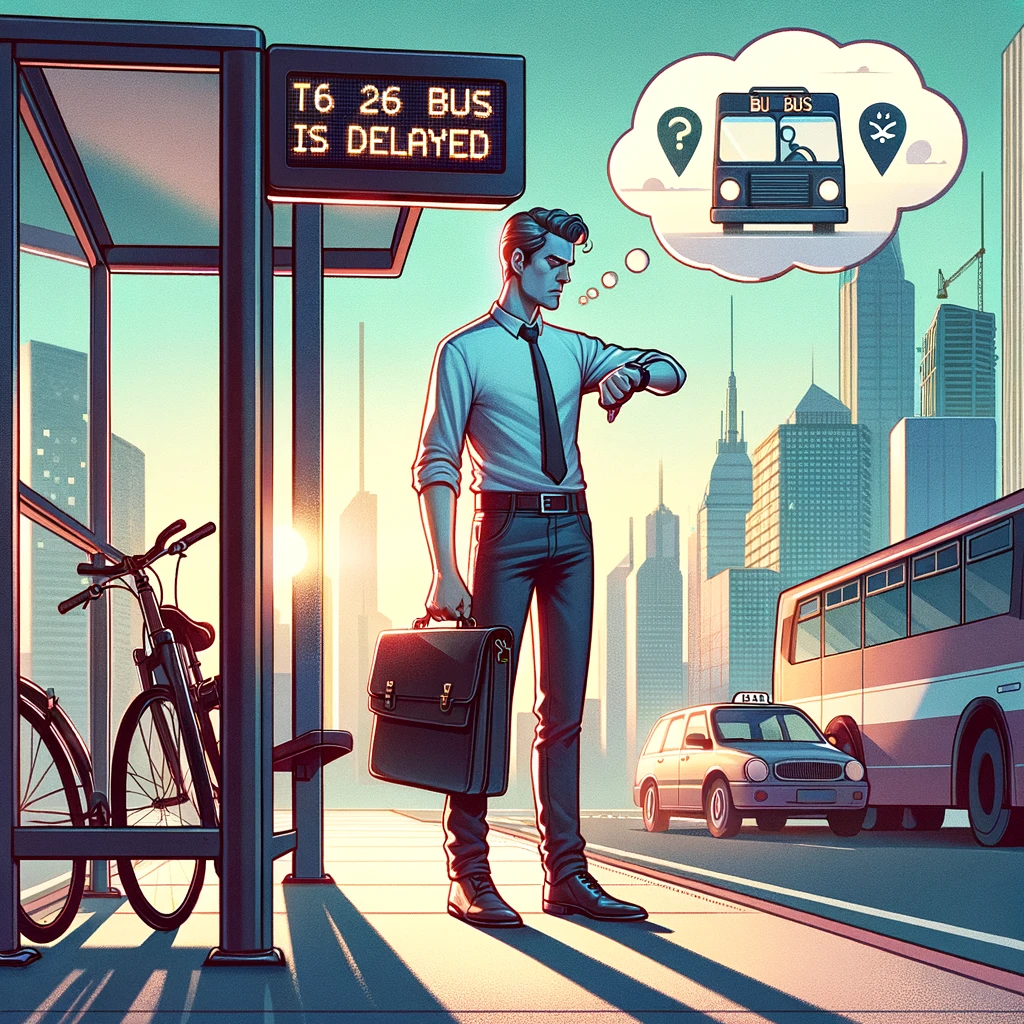 T6 26 BUS
IS DELAYED
?
BU BUS